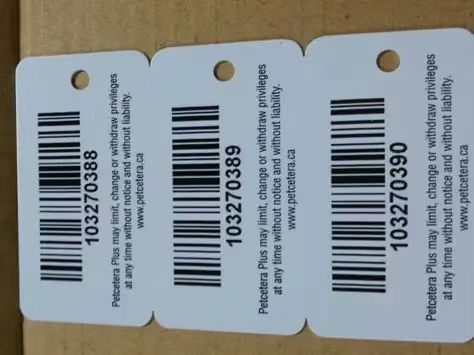 103270388
Petcetera Plus may limit, change or withdraw privileges
at any time without notice and without liability.
www.petcetera.ca
103270389
Petcetera Plus may limit, change or withdraw privileges
at any time without notice and without liability.
www.petcetera.ca
103270390
Petcetera Plus may limit, change or withdraw privileges
at any time without notice and without liability.
www.petcetera.ca